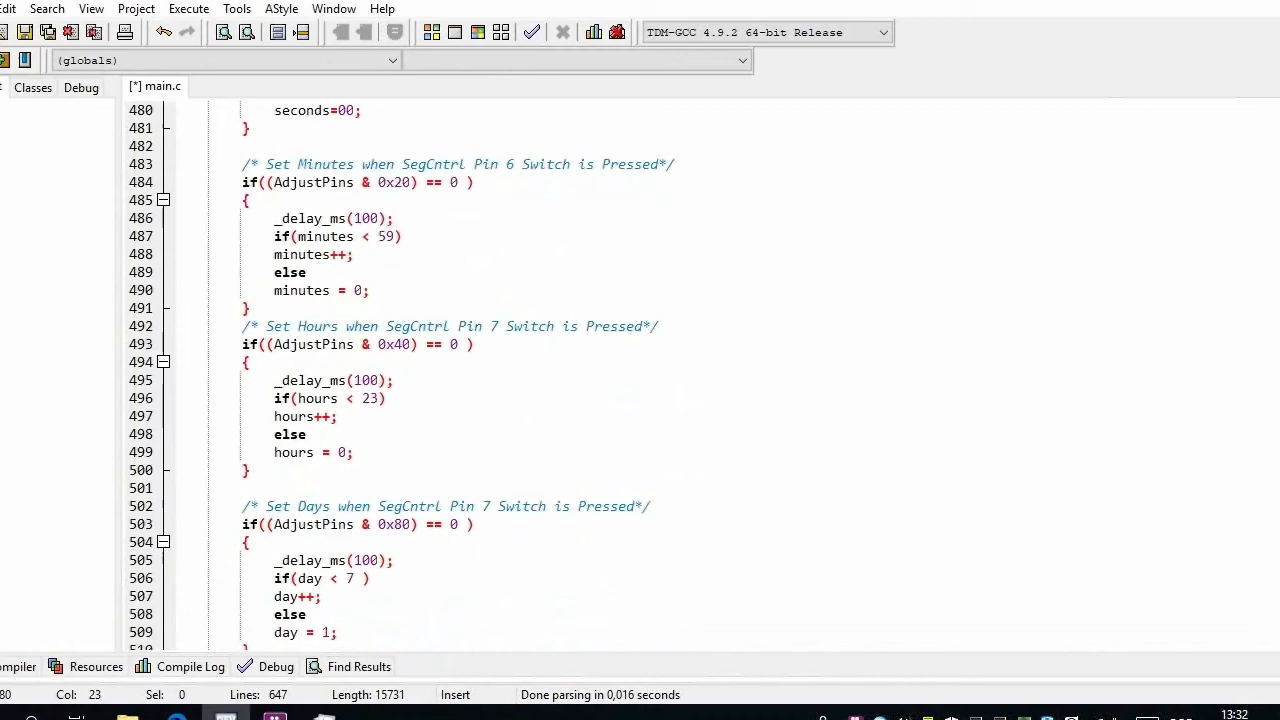 Edit Search View Project Execute Tools AStyle Window Help
TDM-GCC 4.9.2 64-bit Release
(globals)
Classes Debug [*] main.c
480 seconds=00;
481 }
482
483 /* Set Minutes when SegCntrl Pin 6 Switch is Pressed*/
484 if((AdjustPins & 0x20) == 0 )
485 {
486 _delay_ms(100);
487 if(minutes < 59)
488 minutes++;
489 else
490 minutes = 0;
491 }
492 /* Set Hours when SegCntrl Pin 7 Switch is Pressed*/
493 if((AdjustPins & 0x40) == 0 )
494 {
495 _delay_ms(100);
496 if(hours < 23)
497 hours++;
498 else
499 hours = 0;
500 }
501
502 /* Set Days when SegCntrl Pin 7 Switch is Pressed*/
503 if((AdjustPins & 0x80) == 0 )
504 {
505 _delay_ms(100);
506 if(day < 7 )
507 day++;
508 else
509 day = 1;
510 }
ompiler Resources Compile Log Debug Find Results
80 Col: 23 Sel: 0 Lines: 647 Length: 15731 Insert Done parsing in 0,016 seconds
13:32